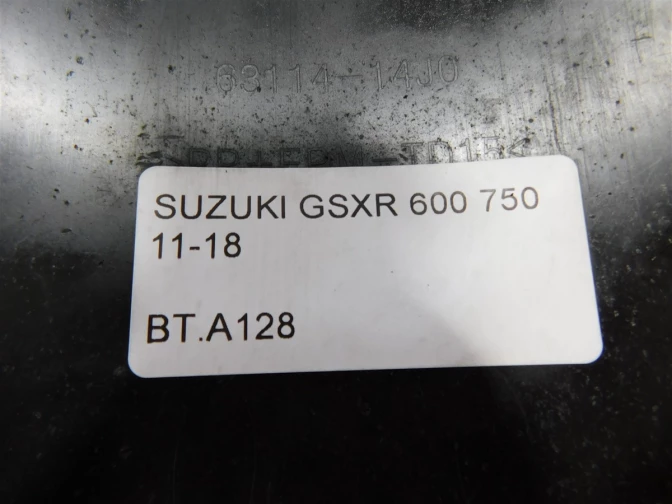 63114-14J0
SUZUKI GSXR 600 750
11-18
BT.A128